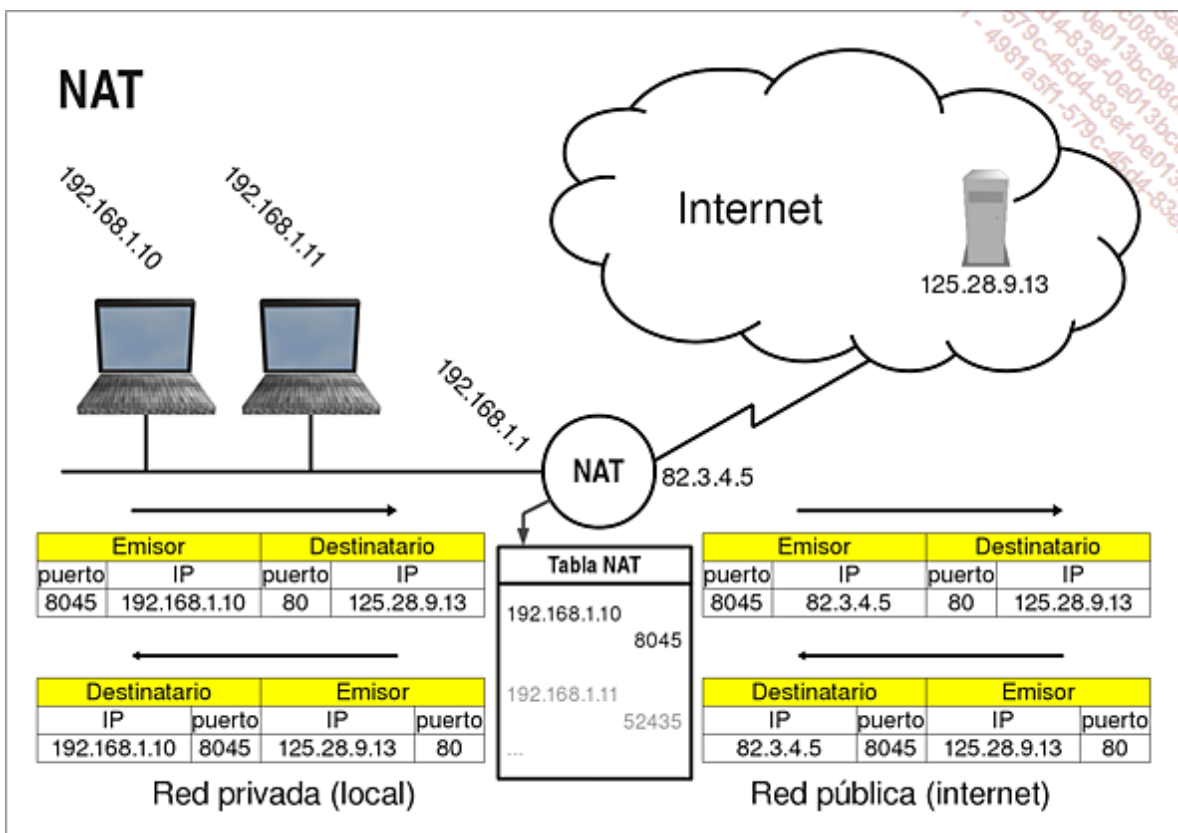 NAT
192.168.1.10
192.168.1.11
Internet
125.28.9.13
192.168.1.1
NAT
82.3.4.5
Emisor Destinatario
puerto IP puerto IP
8045 192.168.1.10 80 125.28.9.13
Destinatario Emisor
IP puerto IP puerto
192.168.1.10 8045 125.28.9.13 80
Red privada (local)
Tabla NAT
192.168.1.10
8045
192.168.1.11
52435
...
Emisor Destinatario
puerto IP puerto IP
8045 82.3.4.5 80 125.28.9.13
Destinatario Emisor
IP puerto IP puerto
82.3.4.5 8045 125.28.9.13 80
Red pública (internet)